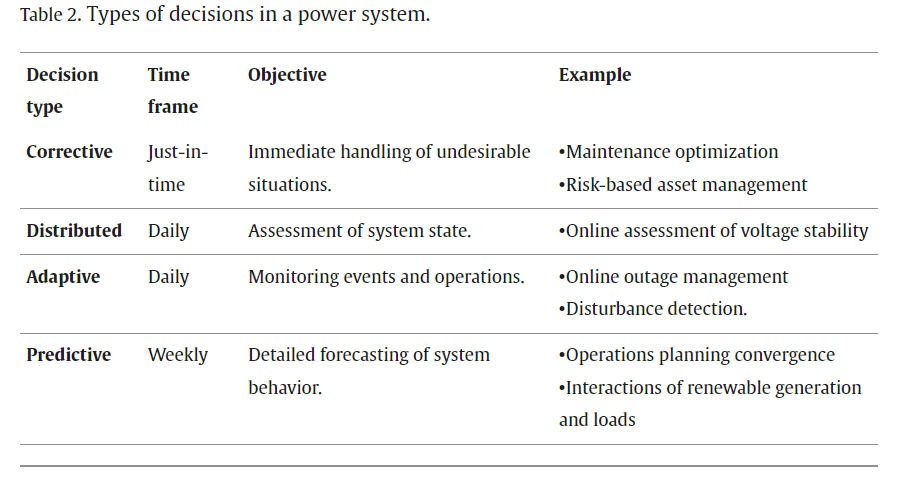 Table 2. Types of decisions in a power system.
Decision type Time frame Objective Example
Corrective Just-in-time Immediate handling of undesirable situations. •Maintenance optimization
•Risk-based asset management
Distributed Daily Assessment of system state. •Online assessment of voltage stability
Adaptive Daily Monitoring events and operations. •Online outage management
•Disturbance detection.
Predictive Weekly Detailed forecasting of system behavior. •Operations planning convergence
•Interactions of renewable generation and loads